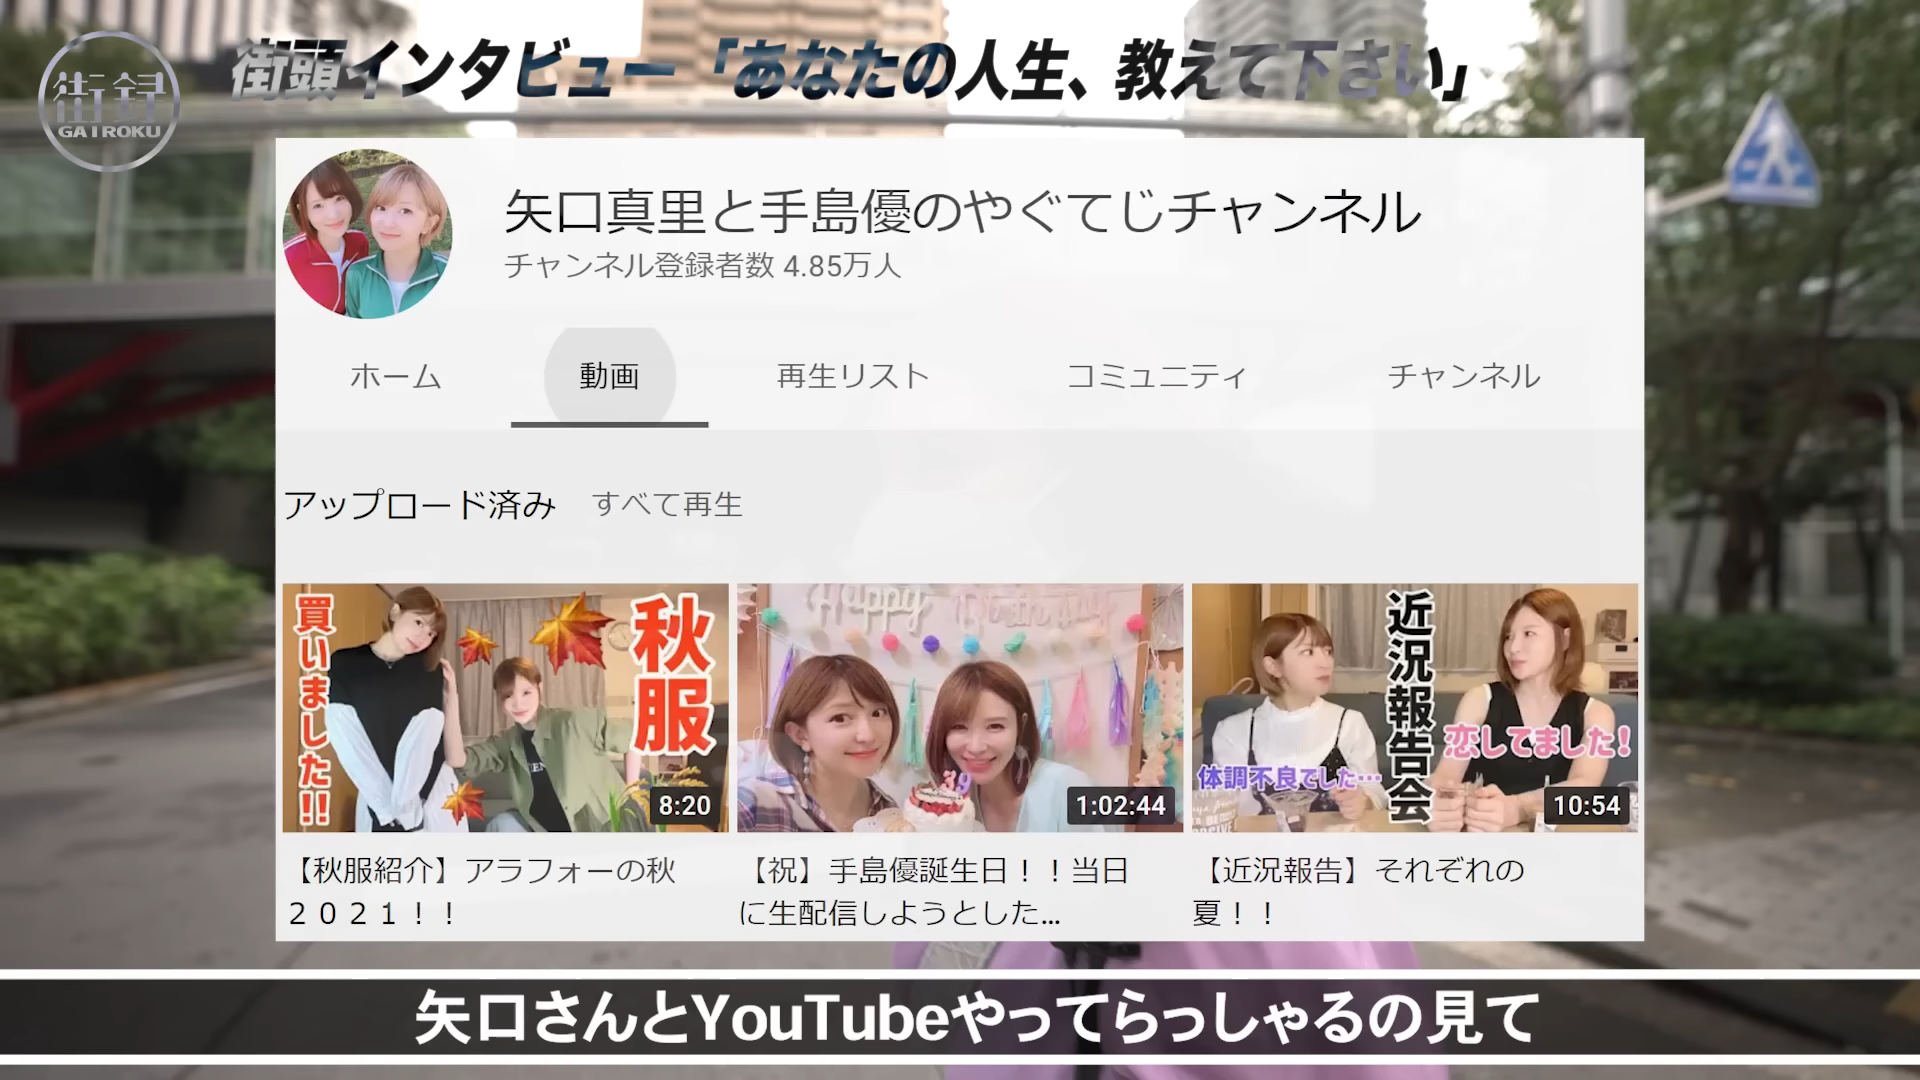 街録
GAIROKU
街頭インタビュー「あなたの人生、教えて下さい」
矢口真里と手島優のやぐてじチャンネル
チャンネル登録者数 4.85万人
ホーム
動画
再生リスト
コミュニティ
チャンネル
アップロード済み
すべて再生
買いました!!
秋服
8:20
Happy Birthday
1:02:44
近況報告会
体調不良でした…
恋してました!
10:54
【秋服紹介】アラフォーの秋
２０２１！！
【祝】手島優誕生日！！当日
に生配信しようとした...
【近況報告】それぞれの
夏！！
矢口さんとYouTubeやってらっしゃるの見て